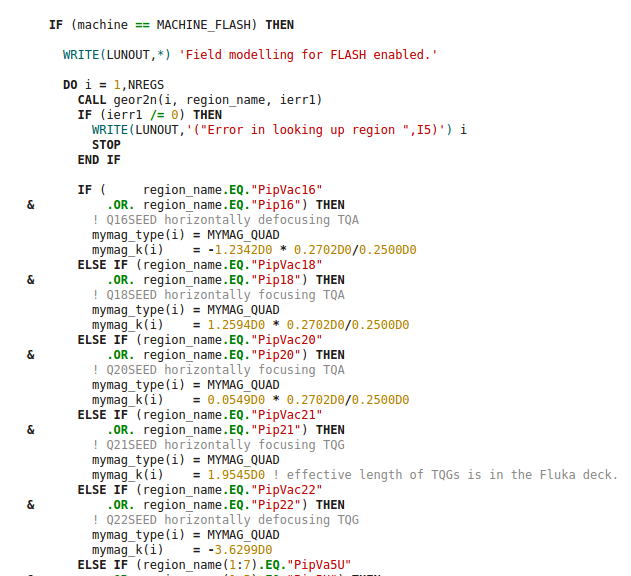 IF (machine == MACHINE_FLASH) THEN
WRITE(LUNOUT,*) 'Field modelling for FLASH enabled.'
DO i = 1,NREGS
CALL geor2n(i, region_name, ierr1)
IF (ierr1 /= 0) THEN
WRITE(LUNOUT,'("Error in looking up region ",I5)') i
STOP
END IF
IF (     region_name.EQ."PipVac16"
&          .OR. region_name.EQ."Pip16") THEN
! Q16SEED horizontally defocusing TQA
mymag_type(i) = MYMAG_QUAD
mymag_k(i)    = -1.2342D0 * 0.2702D0/0.2500D0
ELSE IF (region_name.EQ."PipVac18"
&          .OR. region_name.EQ."Pip18") THEN
! Q18SEED horizontally focusing TQA
mymag_type(i) = MYMAG_QUAD
mymag_k(i)    = 1.2594D0 * 0.2702D0/0.2500D0
ELSE IF (region_name.EQ."PipVac20"
&          .OR. region_name.EQ."Pip20") THEN
! Q20SEED horizontally focusing TQA
mymag_type(i) = MYMAG_QUAD
mymag_k(i)    = 0.0549D0 * 0.2702D0/0.2500D0
ELSE IF (region_name.EQ."PipVac21"
&          .OR. region_name.EQ."Pip21") THEN
! Q21SEED horizontally focusing TQG
mymag_type(i) = MYMAG_QUAD
mymag_k(i)    = 1.9545D0 ! effective length of TQGs is in the Fluka deck.
ELSE IF (region_name.EQ."PipVac22"
&          .OR. region_name.EQ."Pip22") THEN
! Q22SEED horizontally defocusing TQG
mymag_type(i) = MYMAG_QUAD
mymag_k(i)    = -3.6299D0
ELSE IF (region_name(1:7).EQ."PipVa5U"